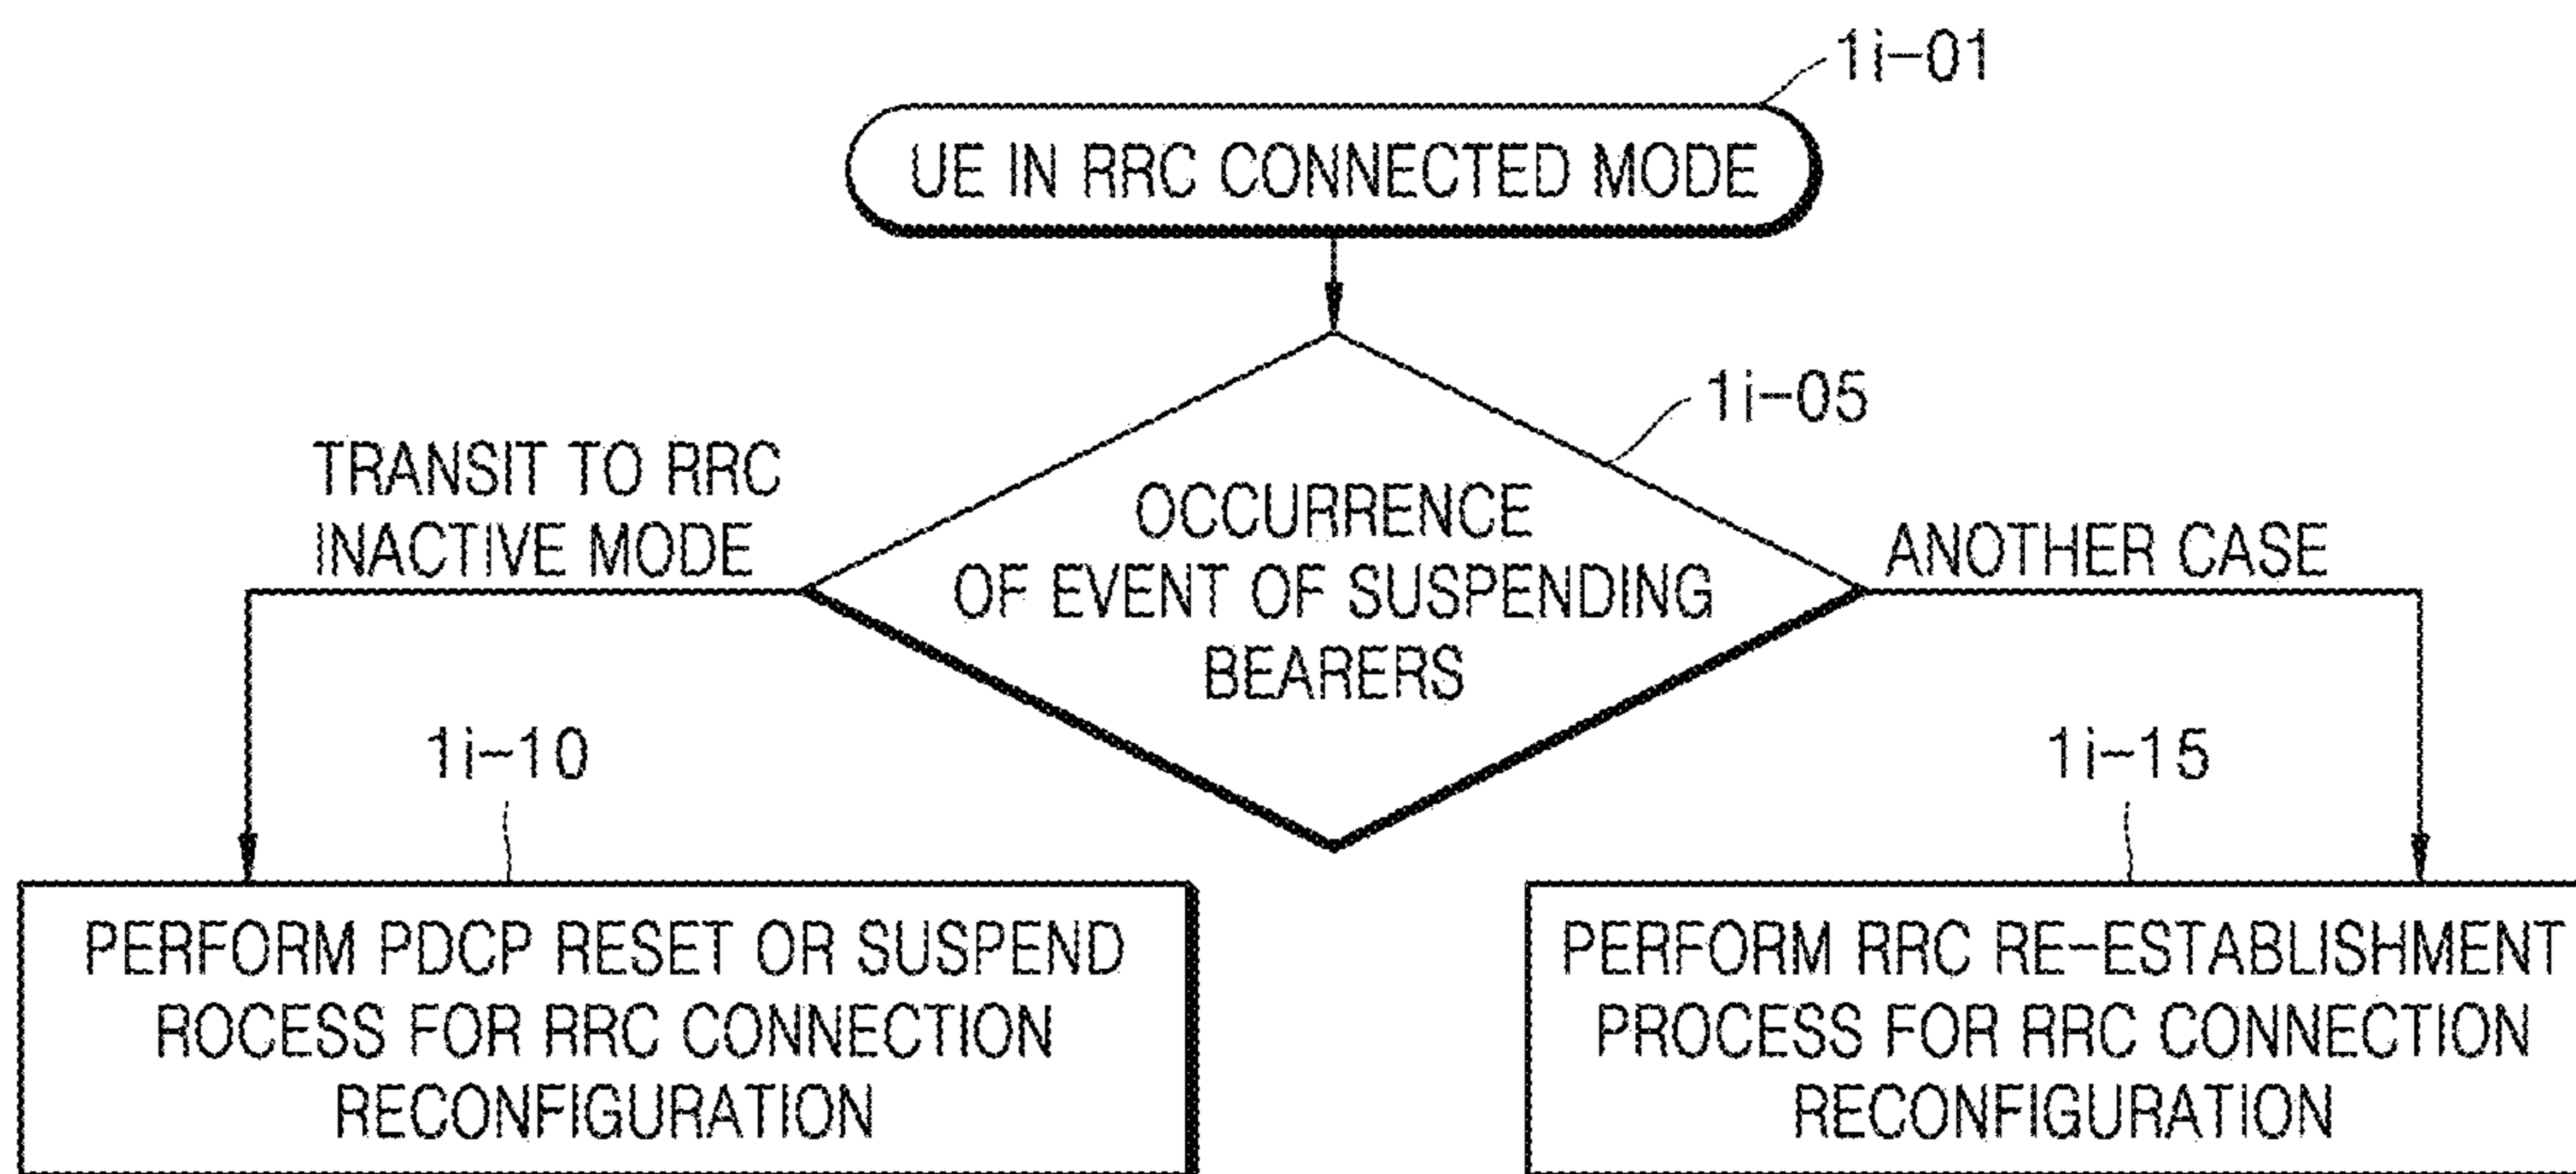 1i-01
UE IN RRC CONNECTED MODE
1i-05
TRANSIT TO RRC
INACTIVE MODE
OCCURRENCE
OF EVENT OF SUSPENDING
BEARERS
ANOTHER CASE
1i-10
1i-15
PERFORM PDCP RESET OR SUSPEND
ROCESS FOR RRC CONNECTION
RECONFIGURATION
PERFORM RRC RE-ESTABLISHMENT
PROCESS FOR RRC CONNECTION
RECONFIGURATION